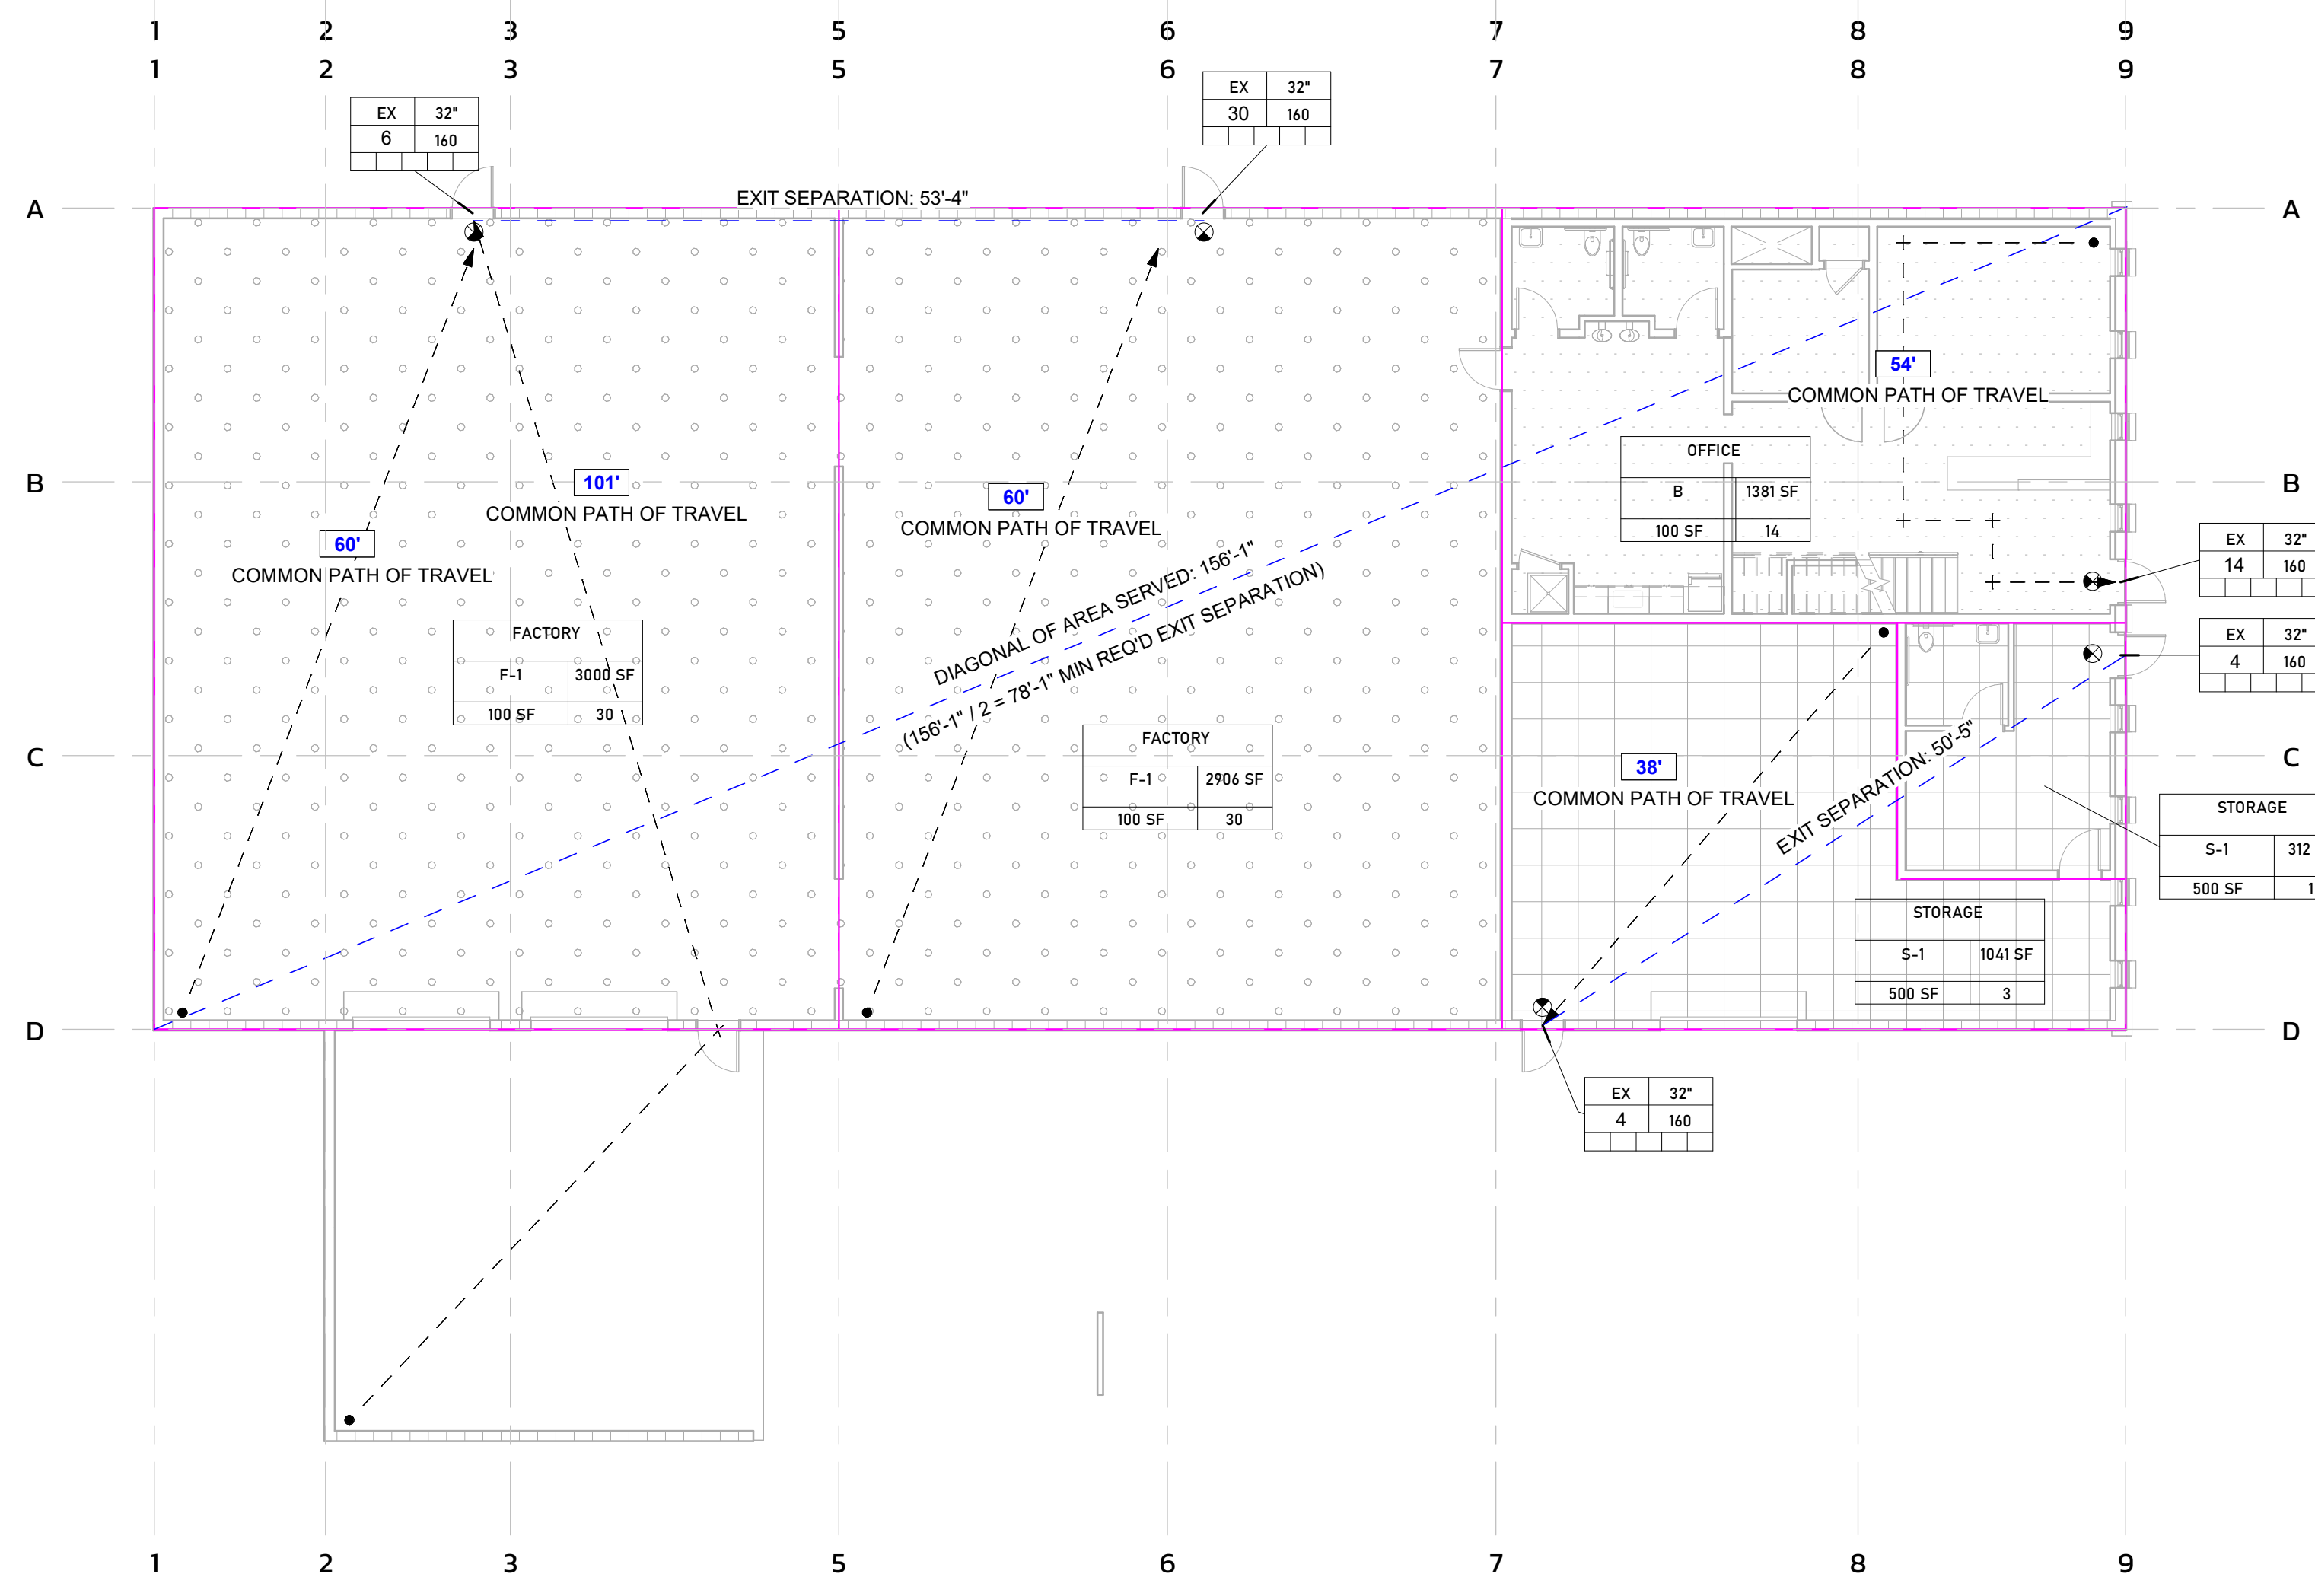 1 2 3 5 6 7 8 9
1 2 3 5 6 7 8 9
EX 32"
30 160
EX 32"
6 160
EXIT SEPARATION: 53'-4"
A A
54'
COMMON PATH OF TRAVEL
OFFICE
B 1381 SF
100 SF 14
B B
101'
COMMON PATH OF TRAVEL
60'
COMMON PATH OF TRAVEL
60'
COMMON PATH OF TRAVEL
EX 32"
14 160
DIAGONAL OF AREA SERVED: 156'-1"
(156'-1" / 2 = 78'-1" MIN REQ'D EXIT SEPARATION)
FACTORY
F-1 3000 SF
100 SF 30
EX 32"
4 160
FACTORY
F-1 2906 SF
100 SF 30
C C
38'
COMMON PATH OF TRAVEL
EXIT SEPARATION: 50'-5"
STORAGE
S-1 312
500 SF 1
STORAGE
S-1 1041 SF
500 SF 3
D D
EX 32"
4 160
1 2 3 5 6 7 8 9